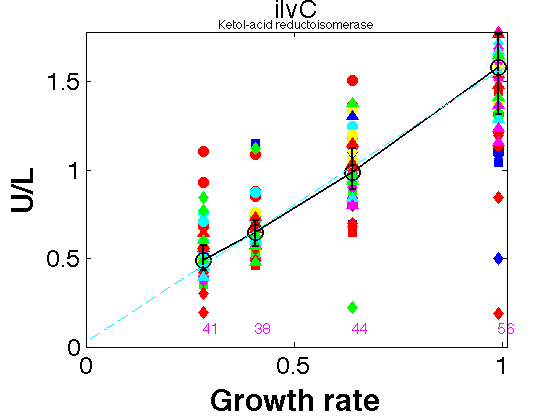 ilvC
Ketol-acid reductoisomerase
U/L
1.5
1
0.5
0
41 38 44 56
0 0.5 1
Growth rate